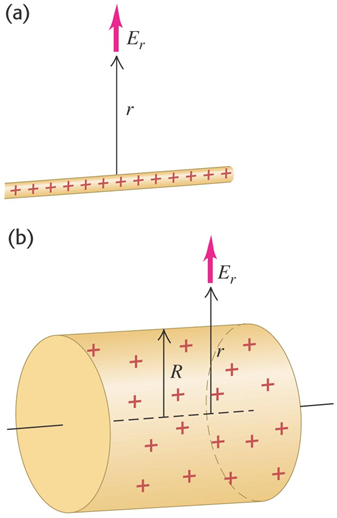 (a)
E_r
r
+ + + + + + + + + + + + +
(b)
E_r
R
r